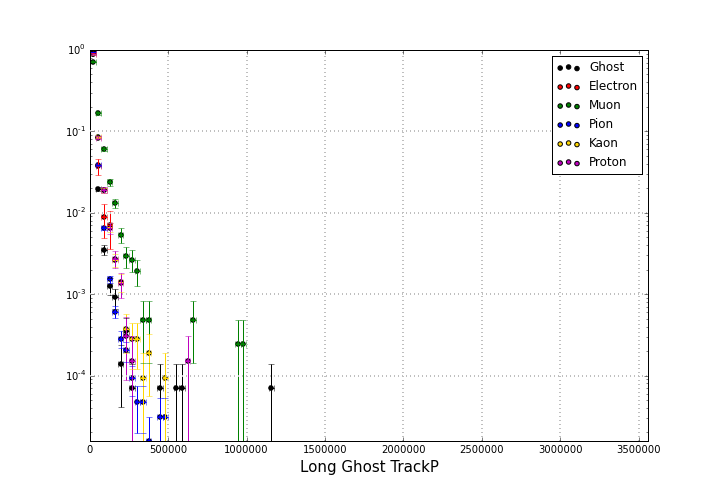 10^0
10^-1
10^-2
10^-3
10^-4
Ghost
Electron
Muon
Pion
Kaon
Proton
0 500000 1000000 1500000 2000000 2500000 3000000 3500000
Long Ghost TrackP